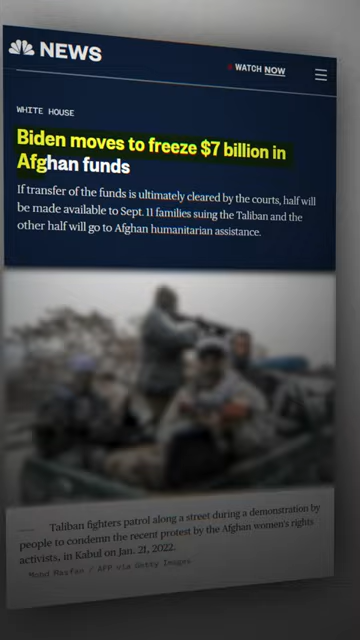 NEWS
WATCH NOW
WHITE HOUSE
Biden moves to freeze $7 billion in
Afghan funds
If transfer of the funds is ultimately cleared by the courts, half will
be made available to Sept. 11 families suing the Taliban and the
other half will go to Afghan humanitarian assistance.
Taliban fighters patrol along a street during a demonstration by
people to condemn the recent protest by the Afghan women's rights
activists, in Kabul on Jan. 21, 2022.
Mohd Rasfan / AFP via Getty Images